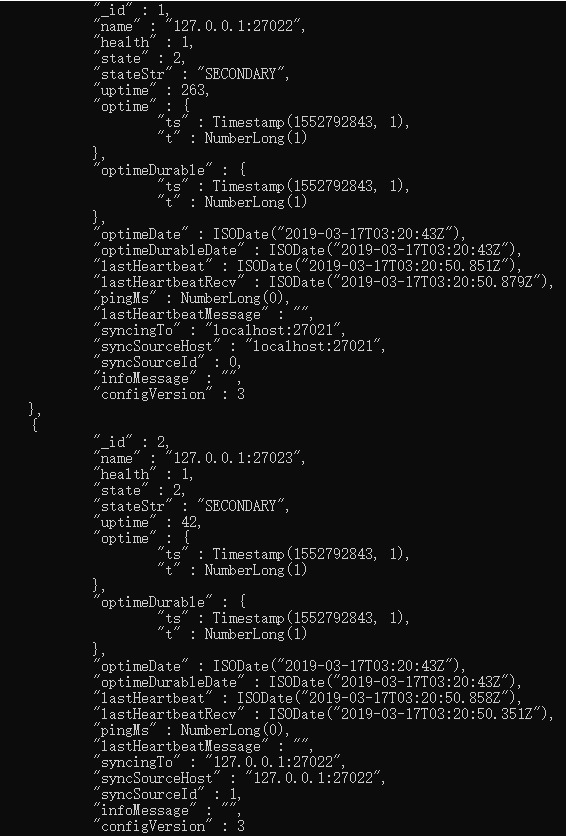 "_id" : 1,
"name" : "127.0.0.1:27022",
"health" : 1,
"state" : 2,
"stateStr" : "SECONDARY",
"uptime" : 263,
"optime" : {
"ts" : Timestamp(1552792843, 1),
"t" : NumberLong(1)
},
"optimeDurable" : {
"ts" : Timestamp(1552792843, 1),
"t" : NumberLong(1)
},
"optimeDate" : ISODate("2019-03-17T03:20:43Z"),
"optimeDurableDate" : ISODate("2019-03-17T03:20:43Z"),
"lastHeartbeat" : ISODate("2019-03-17T03:20:50.851Z"),
"lastHeartbeatRecv" : ISODate("2019-03-17T03:20:50.879Z"),
"pingMs" : NumberLong(0),
"lastHeartbeatMessage" : "",
"syncingTo" : "localhost:27021",
"syncSourceHost" : "localhost:27021",
"syncSourceId" : 0,
"infoMessage" : "",
"configVersion" : 3
},
{
"_id" : 2,
"name" : "127.0.0.1:27023",
"health" : 1,
"state" : 2,
"stateStr" : "SECONDARY",
"uptime" : 42,
"optime" : {
"ts" : Timestamp(1552792843, 1),
"t" : NumberLong(1)
},
"optimeDurable" : {
"ts" : Timestamp(1552792843, 1),
"t" : NumberLong(1)
},
"optimeDate" : ISODate("2019-03-17T03:20:43Z"),
"optimeDurableDate" : ISODate("2019-03-17T03:20:43Z"),
"lastHeartbeat" : ISODate("2019-03-17T03:20:50.858Z"),
"lastHeartbeatRecv" : ISODate("2019-03-17T03:20:50.351Z"),
"pingMs" : NumberLong(0),
"lastHeartbeatMessage" : "",
"syncingTo" : "127.0.0.1:27022",
"syncSourceHost" : "127.0.0.1:27022",
"syncSourceId" : 1,
"infoMessage" : "",
"configVersion" : 3